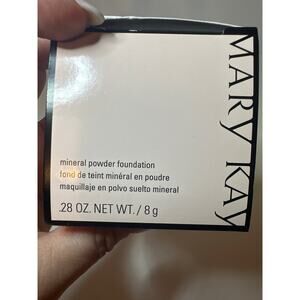 MARY KAY
mineral powder foundation
fond de teint minéral en poudre
maquillaje en polvo suelto mineral
.28 OZ. NET WT. / 8 g